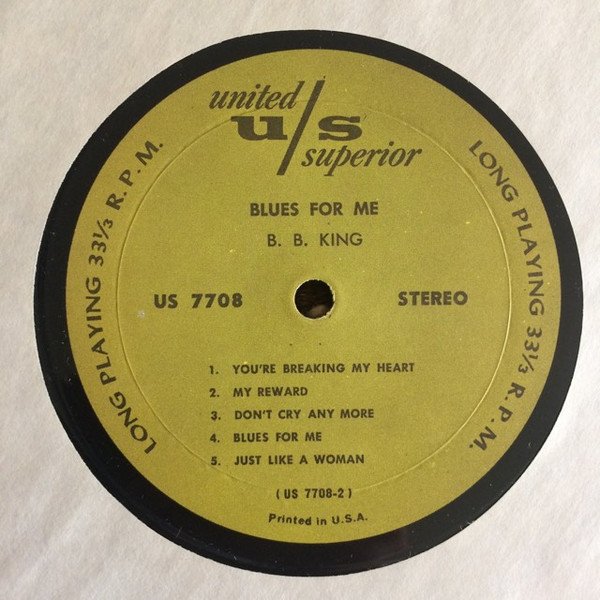 united
u/s
superior
LONG PLAYING 33⅓ R.P.M.
LONG PLAYING 33⅓ R.P.M.
BLUES FOR ME
B. B. KING
US 7708 STEREO
1. YOU'RE BREAKING MY HEART
2. MY REWARD
3. DON'T CRY ANY MORE
4. BLUES FOR ME
5. JUST LIKE A WOMAN
( US 7708-2 )
Printed in U.S.A.